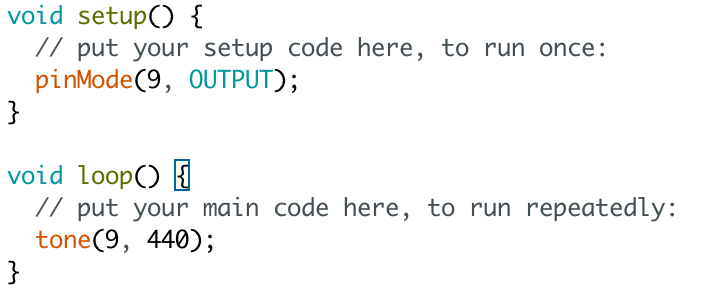 void setup() {
  // put your setup code here, to run once:
  pinMode(9, OUTPUT);
}

void loop() {
  // put your main code here, to run repeatedly:
  tone(9, 440);
}